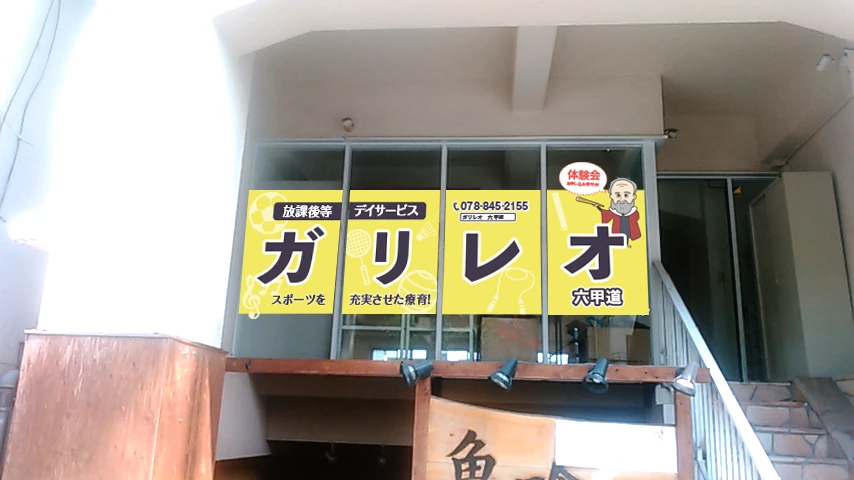 放課後等 デイサービス
078-845-2155
ガリレオ 六甲道
体験会
ガリレオ
スポーツを 充実させた療育!
六甲道
魚